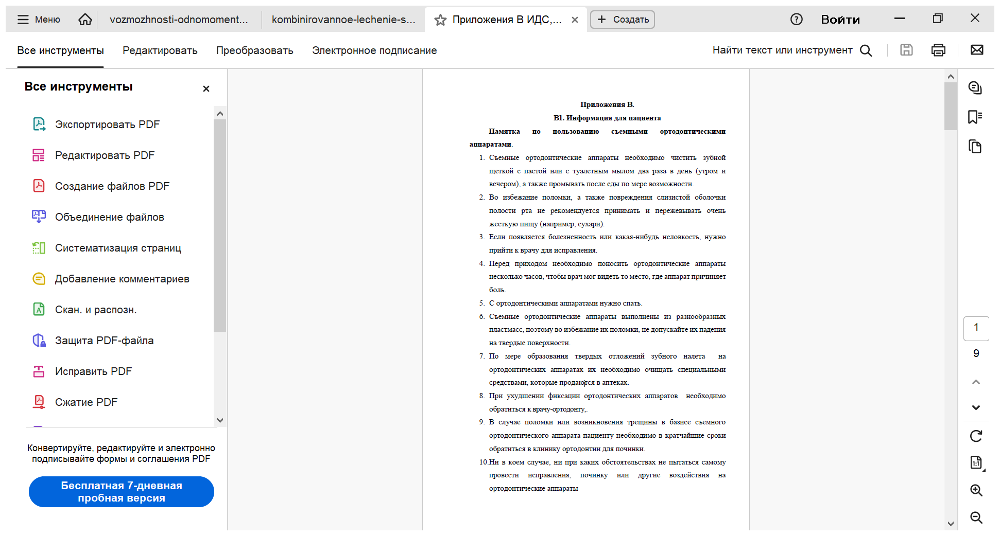 Меню
vozmozhnosti-odnomoment...
kombinirovannoe-lechenie-s...
Приложения В ИДС,...
Создать
Войти
Все инструменты
Редактировать
Преобразовать
Электронное подписание
Найти текст или инструмент
Все инструменты
Экспортировать PDF
Редактировать PDF
Создание файлов PDF
Объединение файлов
Систематизация страниц
Добавление комментариев
Скан. и распозн.
Защита PDF-файла
Исправить PDF
Сжатие PDF
Конвертируйте, редактируйте и электронно
подписывайте формы и соглашения PDF
Бесплатная 7-дневная
пробная версия
Приложения В.
В1. Информация для пациента
Памятка по пользованию съемными ортодонтическими
аппаратами.
1. Съемные ортодонтические аппараты необходимо чистить зубной
щеткой с пастой или с туалетным мылом два раза в день (утром и
вечером), а также промывать после еды по мере возможности.
2. Во избежание поломки, а также повреждения слизистой оболочки
полости рта не рекомендуется принимать и пережевывать очень
жесткую пищу (например, сухари).
3. Если появляется болезненность или какая-нибудь неловкость, нужно
прийти к врачу для исправления.
4. Перед приходом необходимо поносить ортодонтические аппараты
несколько часов, чтобы врач мог видеть то место, где аппарат причиняет
боль.
5. С ортодонтическими аппаратами нужно спать.
6. Съемные ортодонтические аппараты выполнены из разнообразных
пластмасс, поэтому во избежание их поломки, не допускайте их падения
на твердые поверхности.
7. По мере образования твердых отложений зубного налета на
ортодонтических аппаратах их необходимо очищать специальными
средствами, которые продаются в аптеках.
8. При ухудшении фиксации ортодонтических аппаратов необходимо
обратиться к врачу-ортодонту,.
9. В случае поломки или возникновения трещины в базисе съемного
ортодонтического аппарата пациенту необходимо в кратчайшие сроки
обратиться в клинику ортодонтии для починки.
10.Ни в коем случае, ни при каких обстоятельствах не пытаться самому
провести исправления, починку или другие воздействия на
ортодонтические аппараты
1
9
1:1